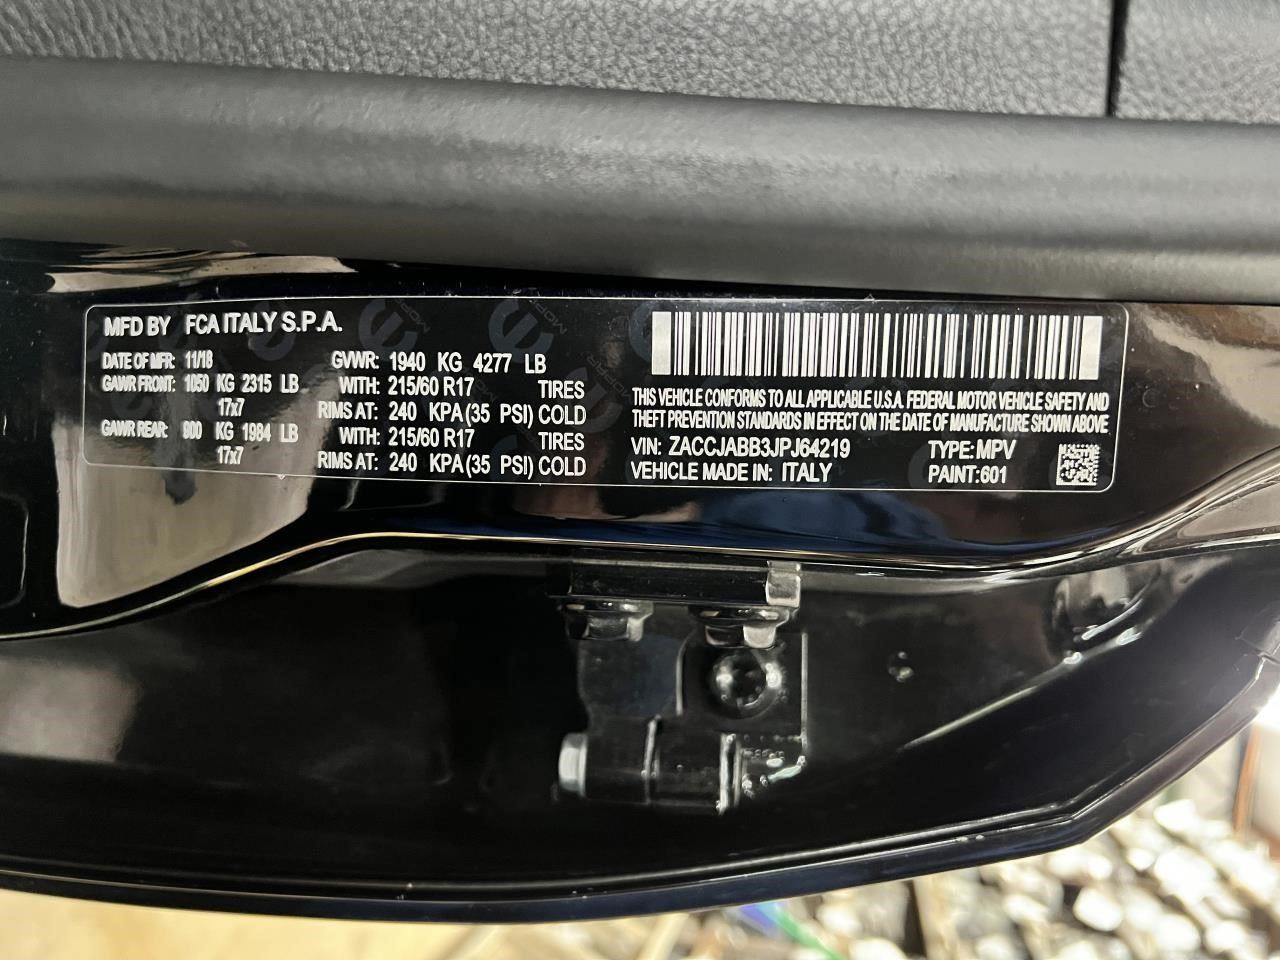 MFD BY FCA ITALY S.P.A.
DATE OF MFR: 11/18 GVWR: 1940 KG 4277 LB
GAWR FRONT: 1050 KG 2315 LB WITH: 215/60 R17 TIRES
17x7 RIMS AT: 240 KPA(35 PSI) COLD
GAWR REAR: 900 KG 1984 LB WITH: 215/60 R17 TIRES
17x7 RIMS AT: 240 KPA(35 PSI) COLD
THIS VEHICLE CONFORMS TO ALL APPLICABLE U.S.A. FEDERAL MOTOR VEHICLE SAFETY AND
THEFT PREVENTION STANDARDS IN EFFECT ON THE DATE OF MANUFACTURE SHOWN ABOVE
VIN: ZACCJABB3JPJ64219 TYPE: MPV
VEHICLE MADE IN: ITALY PAINT:601